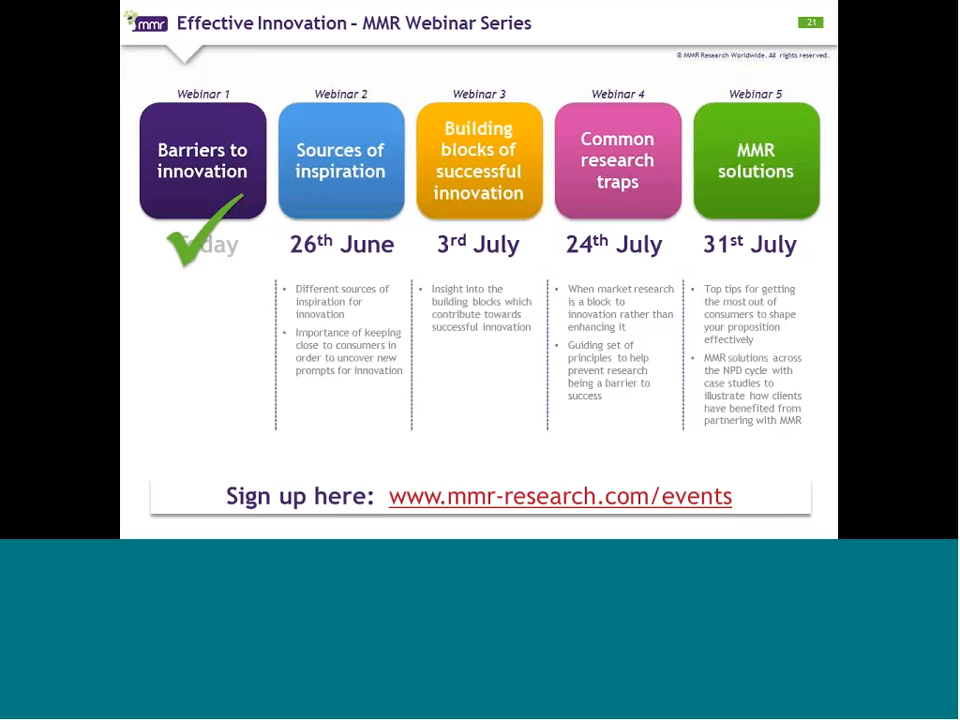 mmr
Effective Innovation – MMR Webinar Series
21
© MMR Research Worldwide. All rights reserved.
Webinar 1
Barriers to
innovation
Today
Webinar 2
Sources of
inspiration
26th June
• Different sources of
inspiration for
innovation
• Importance of keeping
close to consumers in
order to uncover new
prompts for innovation
Webinar 3
Building
blocks of
successful
innovation
3rd July
• Insight into the
building blocks which
contribute towards
successful innovation
Webinar 4
Common
research
traps
24th July
• When market research
is a block to
innovation rather than
enhancing it
• Guiding set of
principles to help
prevent research
being a barrier to
success
Webinar 5
MMR
solutions
31st July
• Top tips for getting
the most out of
consumers to shape
your proposition
effectively
• MMR solutions across
the NPD cycle with
case studies to
illustrate how clients
have benefited from
partnering with MMR
Sign up here: www.mmr-research.com/events